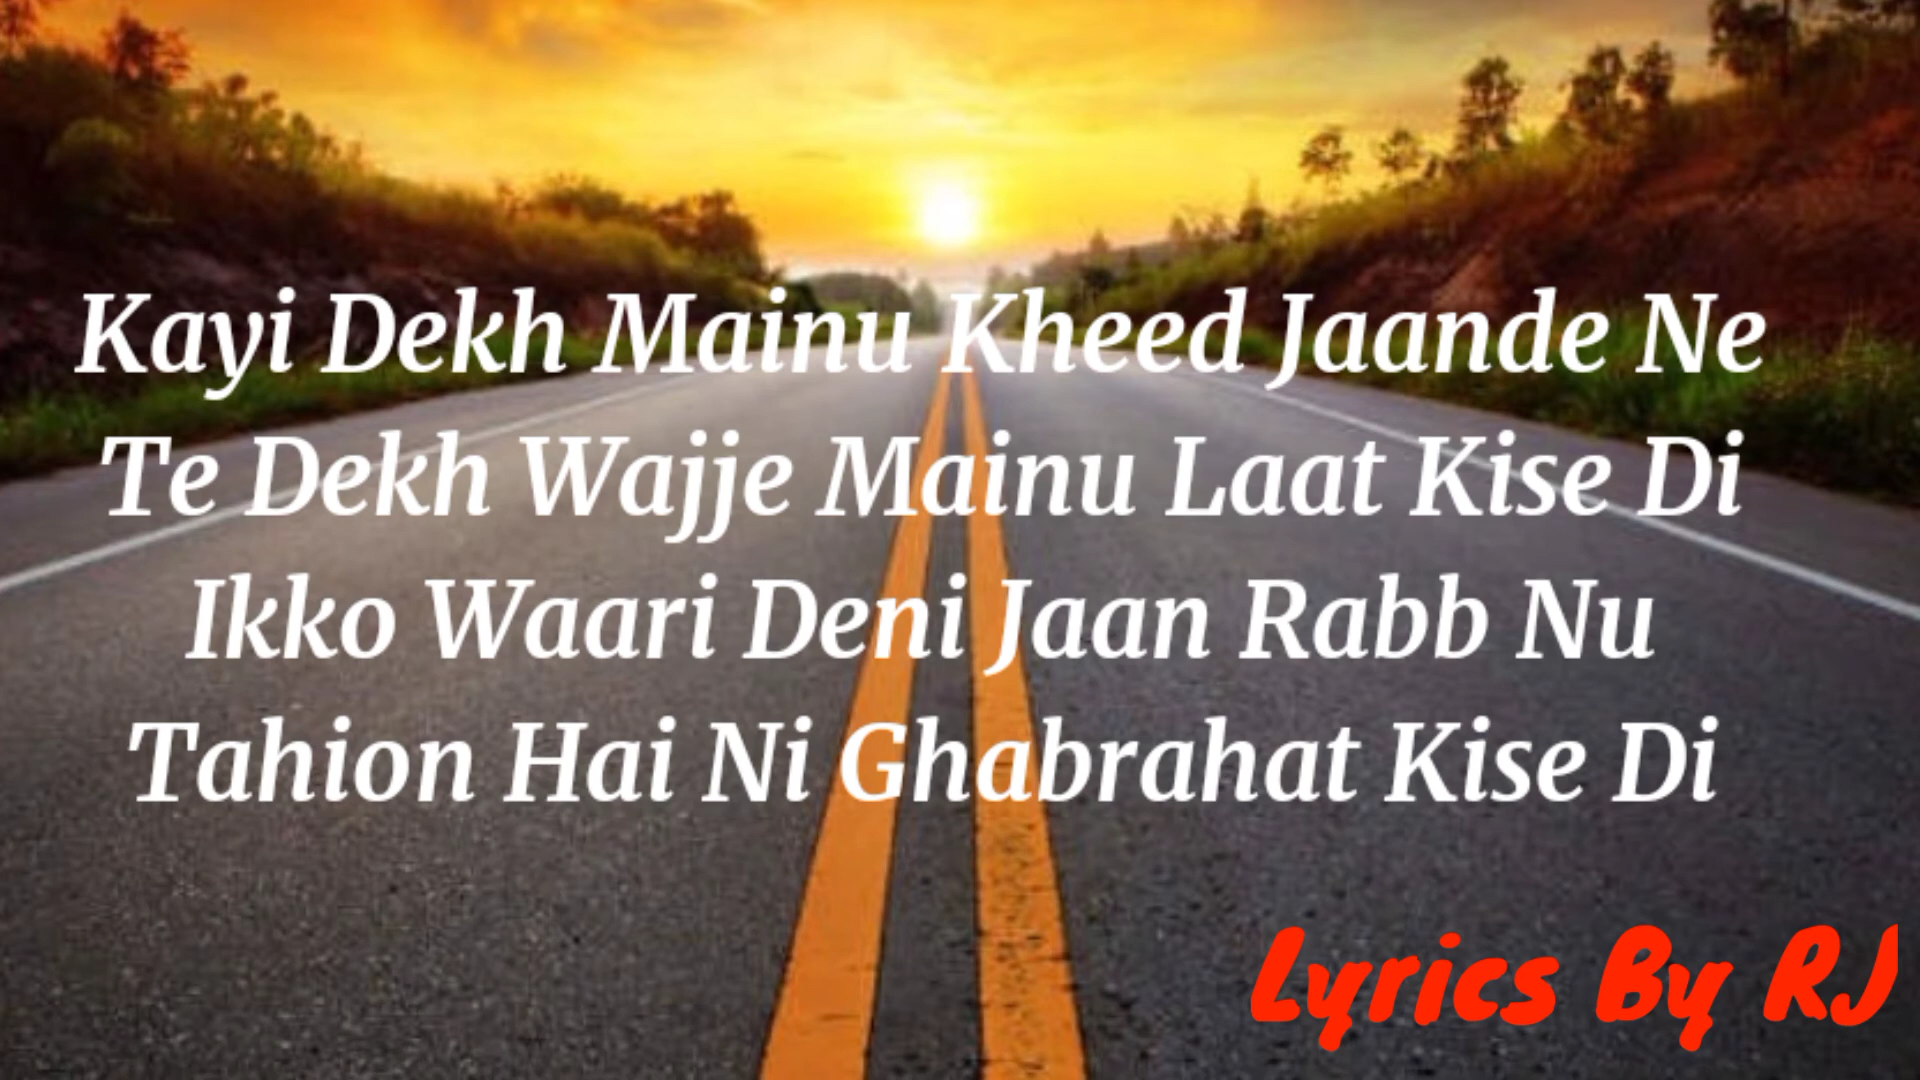 Kayi Dekh Mainu Kheed Jaande Ne
Te Dekh Wajje Mainu Laat Kise Di
Ikko Waari Deni Jaan Rabb Nu
Tahion Hai Ni Ghabrahat Kise Di
Lyrics By RJ